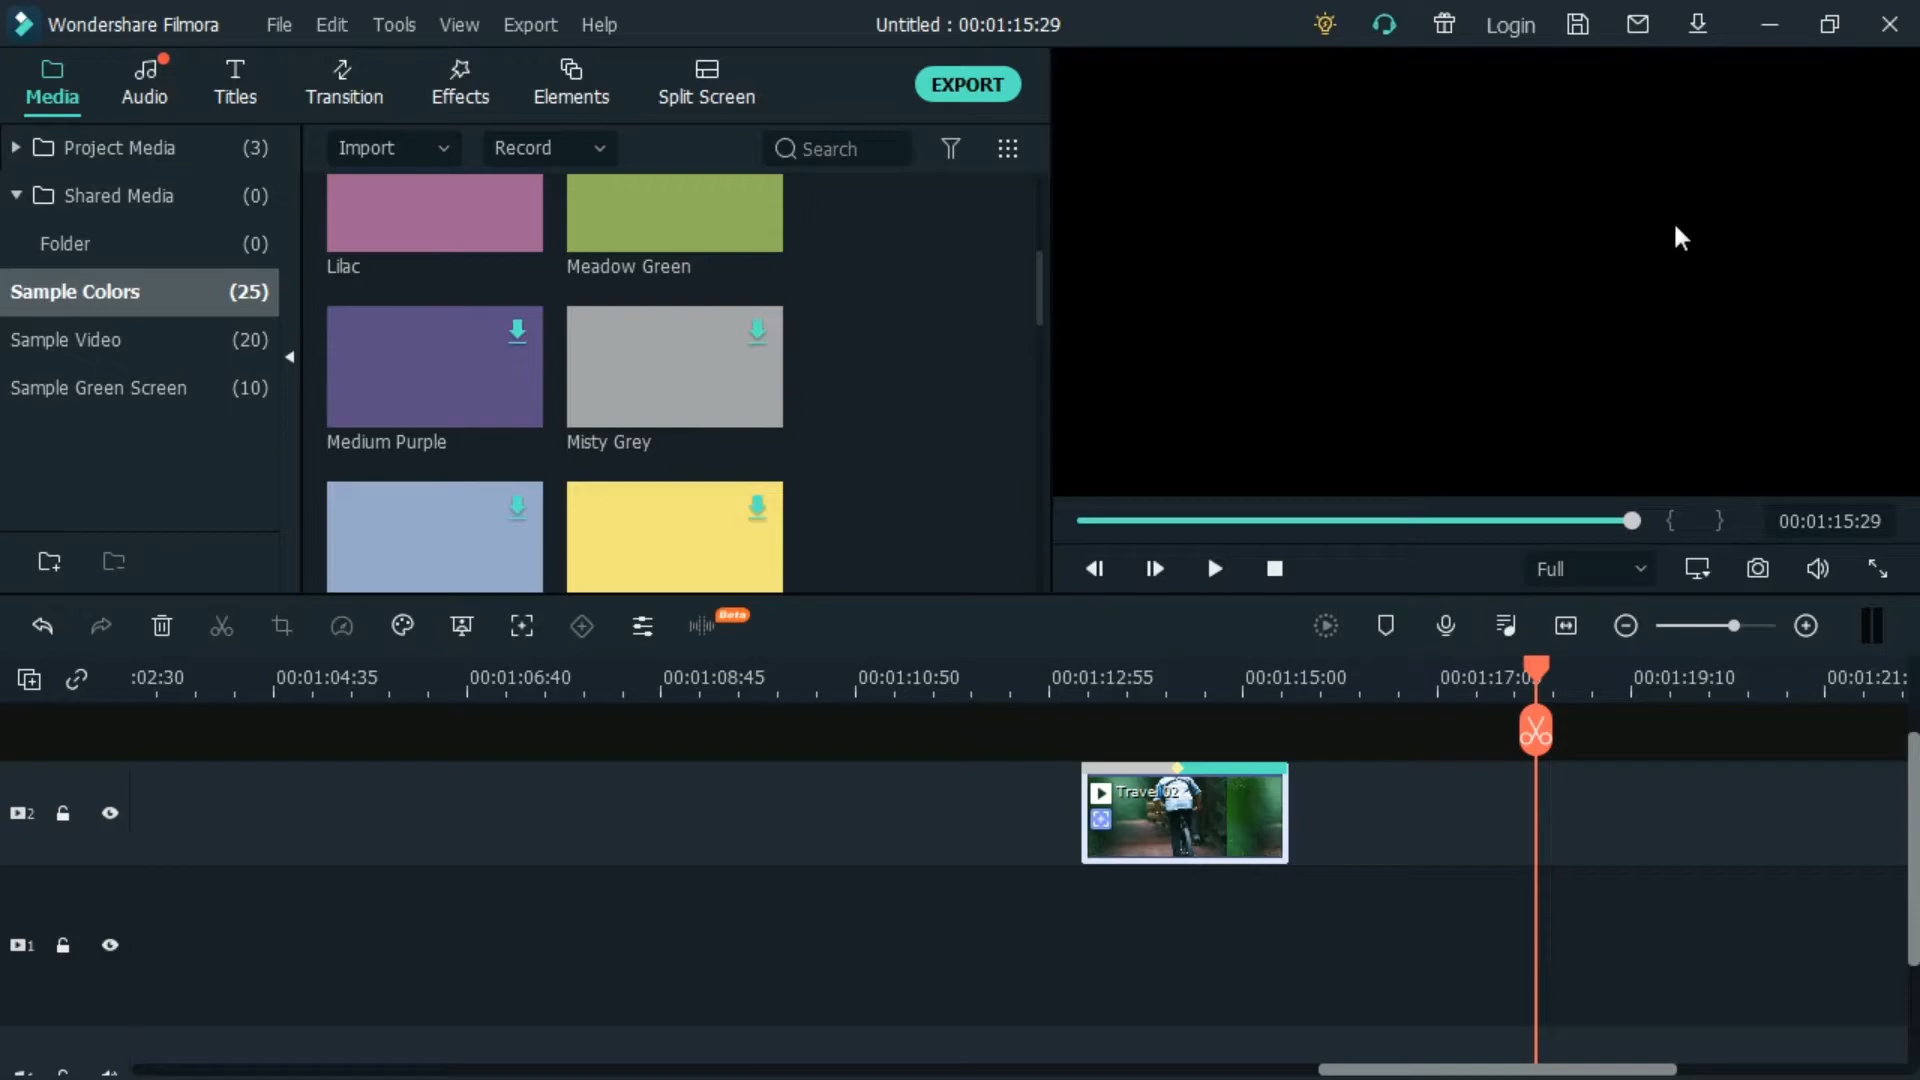 Wondershare Filmora
File Edit Tools View Export Help
Untitled : 00:01:15:29
Login
Media Audio Titles Transition Effects Elements Split Screen
EXPORT
Project Media (3)
Shared Media (0)
Folder (0)
Sample Colors (25)
Sample Video (20)
Sample Green Screen (10)
Import Record Search
Lilac Meadow Green
Medium Purple Misty Grey
00:01:15:29
Full
Beta
:02:30 00:01:04:35 00:01:06:40 00:01:08:45 00:01:10:50 00:01:12:55 00:01:15:00 00:01:17:05 00:01:19:10 00:01:21:
2
Travel 02
1